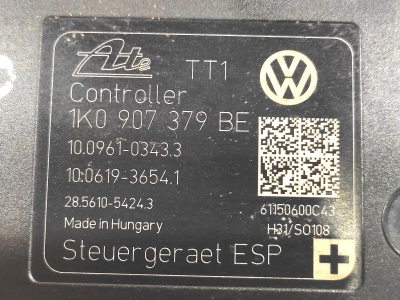 Ate TT1
Controller
1K0 907 379 BE
10.0961-0343.3
10.0619-3654.1
28.5610-5424.3
61150600C43
Made in Hungary
H31/SO108
Steuergeraet ESP